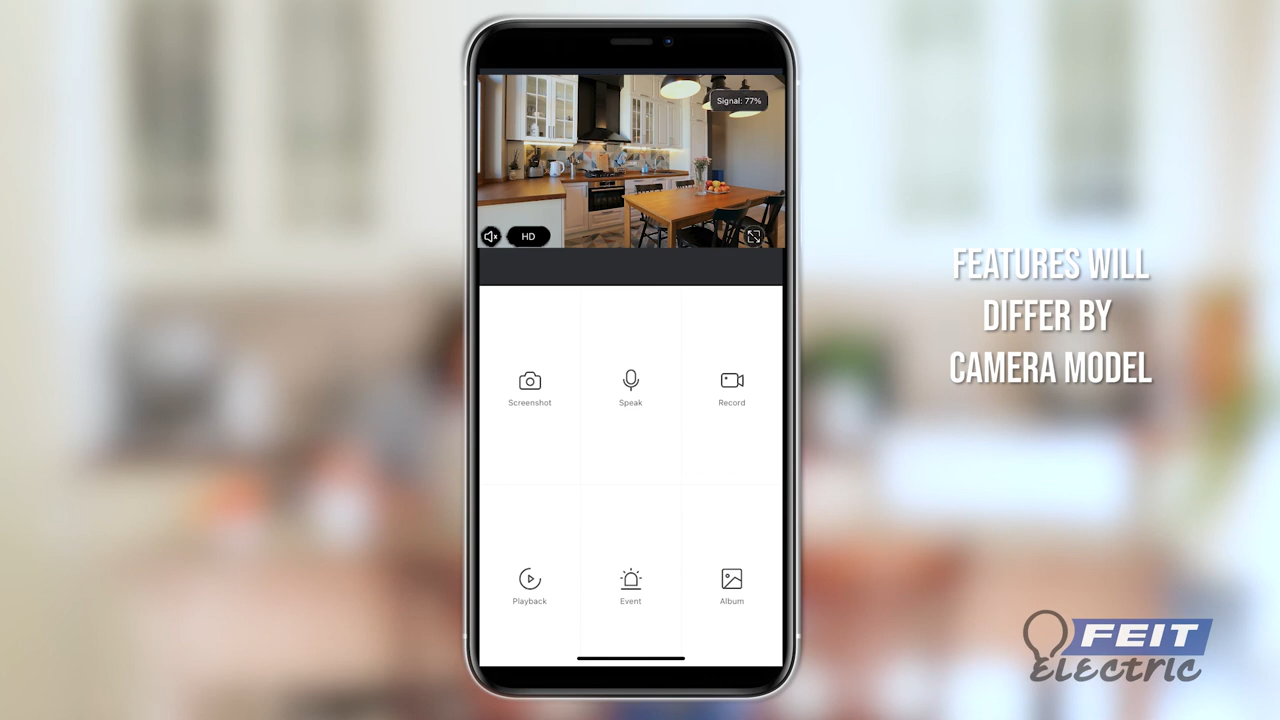 Signal: 77%
HD
FEATURES WILL
DIFFER BY
CAMERA MODEL
Screenshot
Speak
Record
Playback
Event
Album
FEIT
Electric